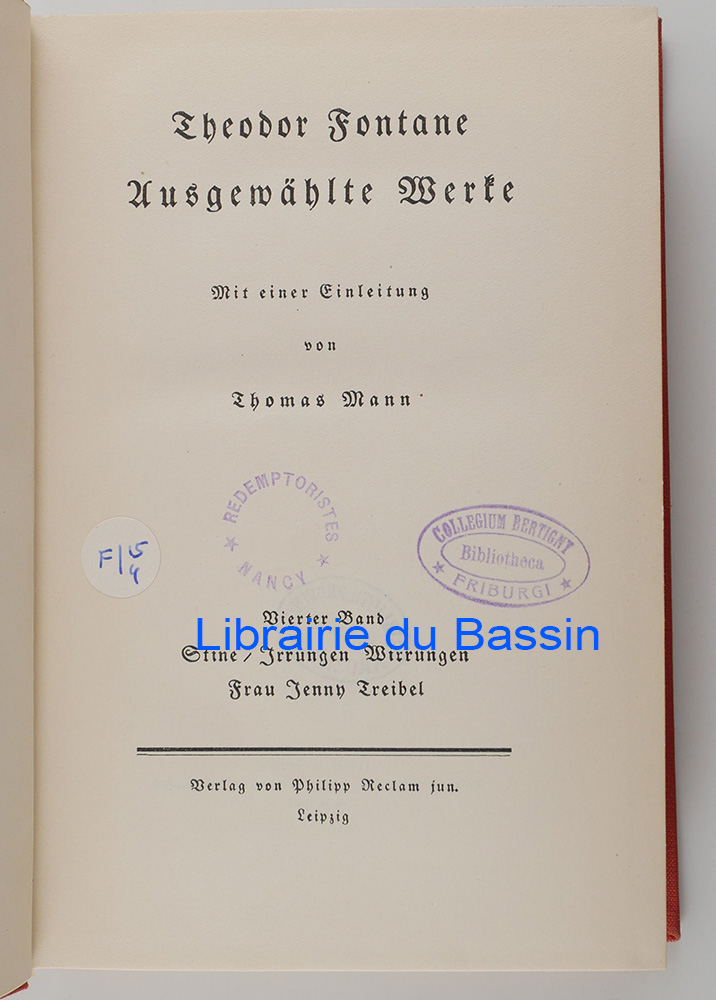 Theodor Fontane
Ausgewählte Werke
Mit einer Einleitung
von
Thomas Mann
REDEMPTORISTES
NANCY
COLLEGIUM BERTIGNY
Bibliotheca
FRIBURGI
F/15
4
Vierter Band
Librairie du Bassin
Stine / Irrungen Wirrungen
Frau Jenny Treibel
Verlag von Philipp Reclam jun.
Leipzig